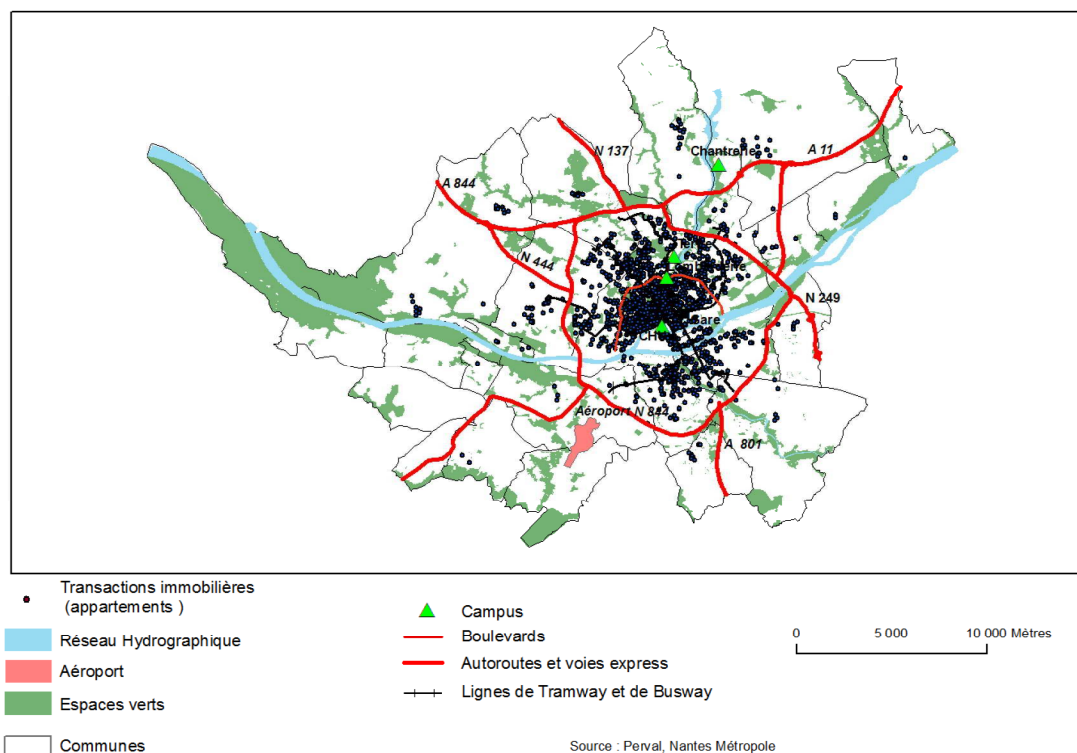 Chantrerie
A 11
N 137
A 844
N 444
N 249
Aéroport
N 844
A 801
Transactions immobilières
(appartements )
Réseau Hydrographique
Aéroport
Espaces verts
Communes
Campus
Boulevards
Autoroutes et voies express
Lignes de Tramway et de Busway
0
5 000
10 000 Mètres
Source : Perval, Nantes Métropole